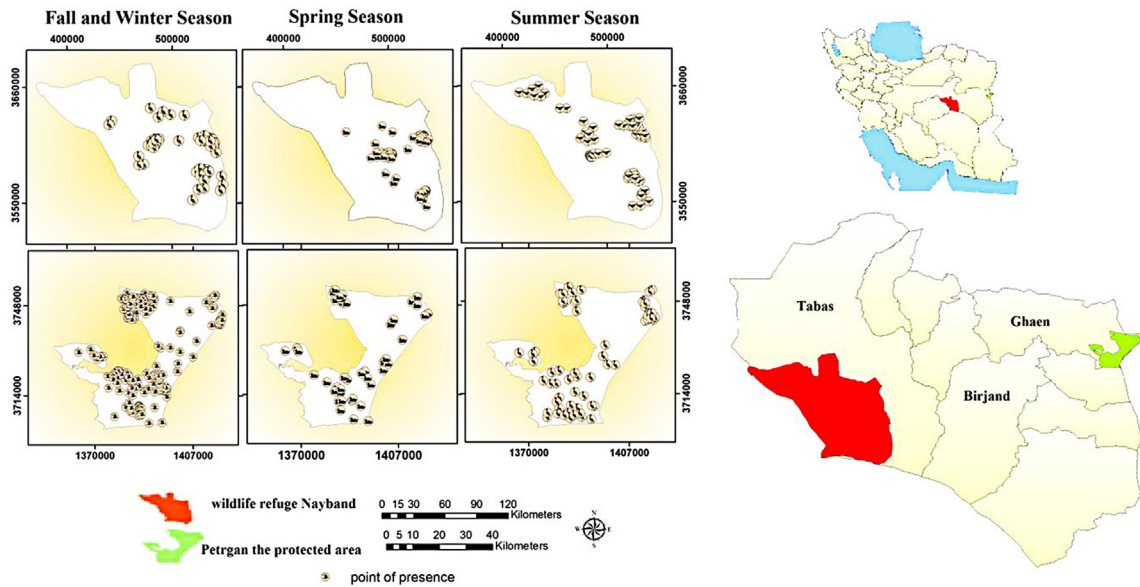 Fall and Winter Season
Spring Season
Summer Season
400000 500000
400000 500000
400000 500000
3660000
3550000
3660000
3550000
3748000
3714000
3748000
3714000
1370000 1407000
1370000 1407000
1370000 1407000
Tabas
Ghaen
Birjand
wildlife refuge Nayband
0 15 30 60 90 120
Kilometers
Petrgan the protected area
0 5 10 20 30 40
Kilometers
N
W E
S
point of presence